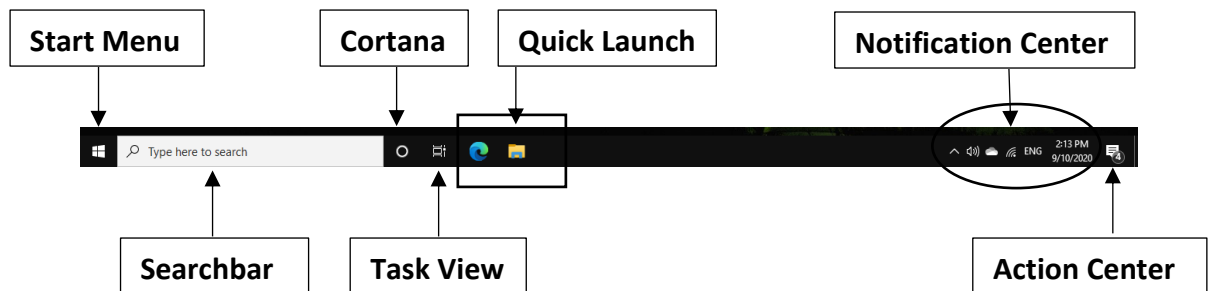 Start Menu
Cortana
Quick Launch
Notification Center
Type here to search
ENG
2:13 PM
9/10/2020
4
Searchbar
Task View
Action Center